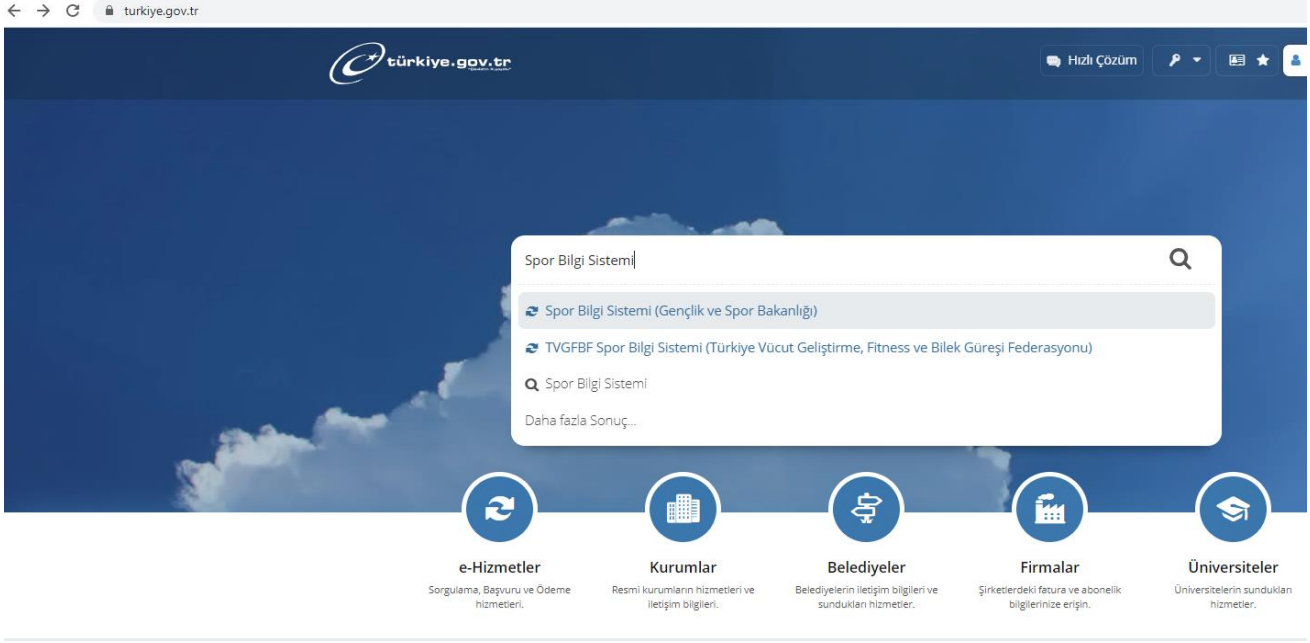 turkiye.gov.tr
türkiye.gov.tr
Hızlı Çözüm
Spor Bilgi Sistemi
Spor Bilgi Sistemi (Gençlik ve Spor Bakanlığı)
TVGFBF Spor Bilgi Sistemi (Türkiye Vücut Geliştirme, Fitness ve Bilek Güreşi Federasyonu)
Spor Bilgi Sistemi
Daha fazla Sonuç...
e-Hizmetler
Sorgulama, Başvuru ve Ödeme
hizmetleri.
Kurumlar
Resmi kurumların hizmetleri ve
iletişim bilgileri.
Belediyeler
Belediyelerin iletişim bilgileri ve
sundukları hizmetler.
Firmalar
Şirketlerdeki fatura ve abonelik
bilgilerinize erişin.
Üniversiteler
Üniversitelerin sundukları
hizmetler.